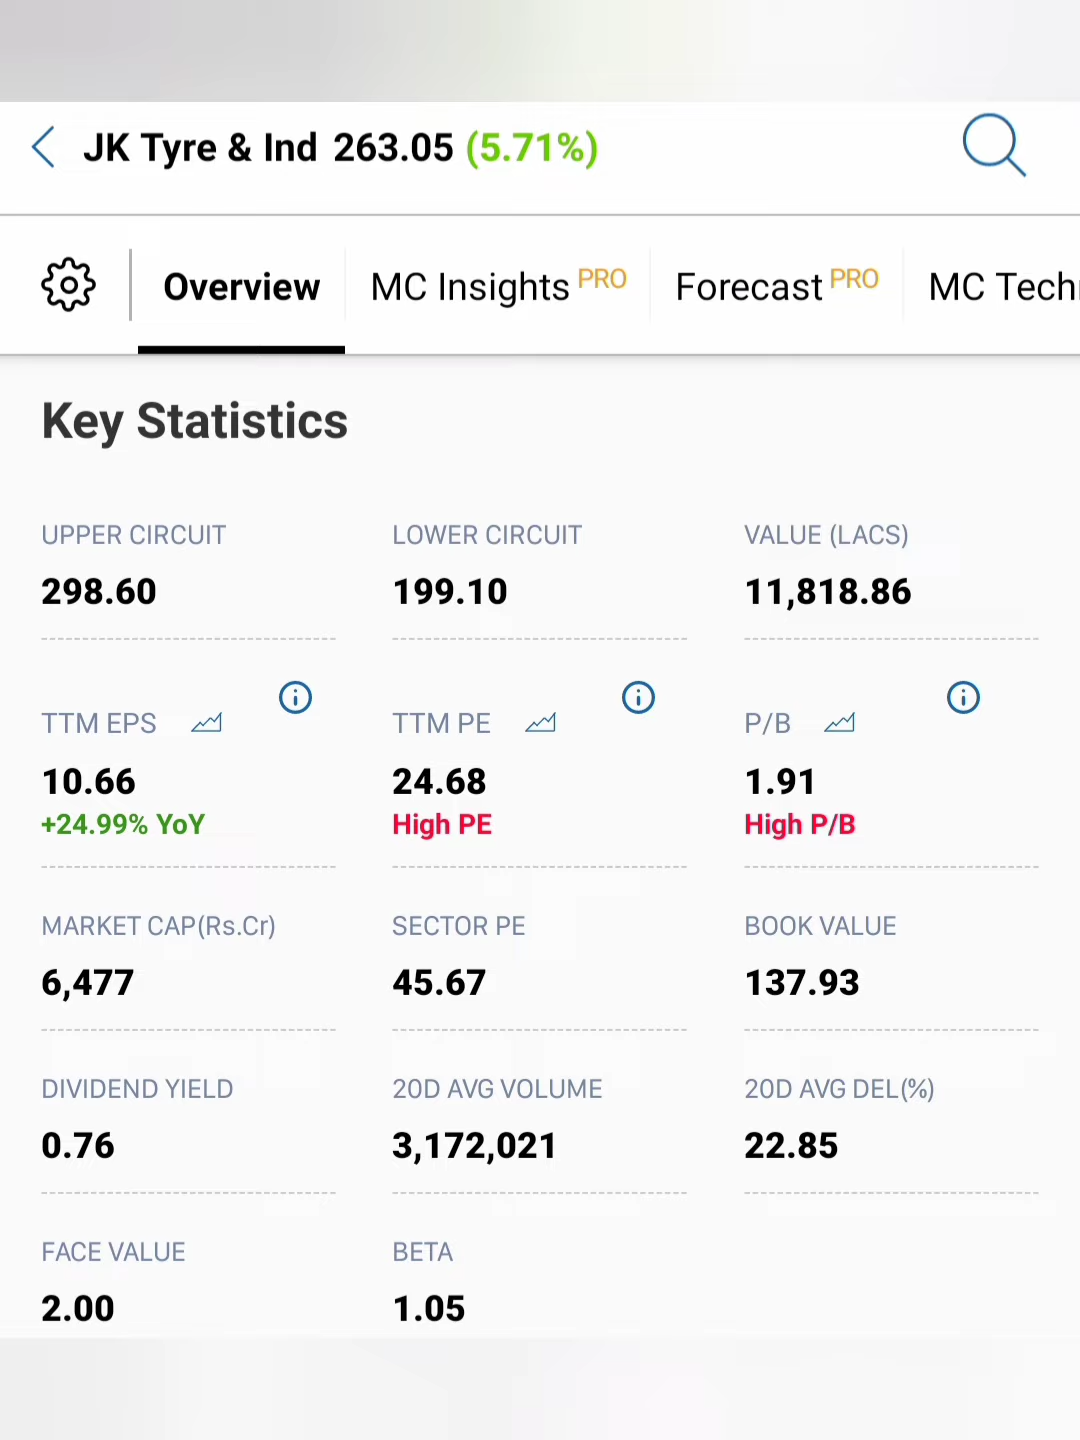 JK Tyre & Ind 263.05 (5.71%)
Overview MC Insights PRO Forecast PRO MC Tech
Key Statistics
UPPER CIRCUIT LOWER CIRCUIT VALUE (LACS)
298.60 199.10 11,818.86
TTM EPS TTM PE P/B
10.66 24.68 1.91
+24.99% YoY High PE High P/B
MARKET CAP(Rs.Cr) SECTOR PE BOOK VALUE
6,477 45.67 137.93
DIVIDEND YIELD 20D AVG VOLUME 20D AVG DEL(%)
0.76 3,172,021 22.85
FACE VALUE BETA
2.00 1.05